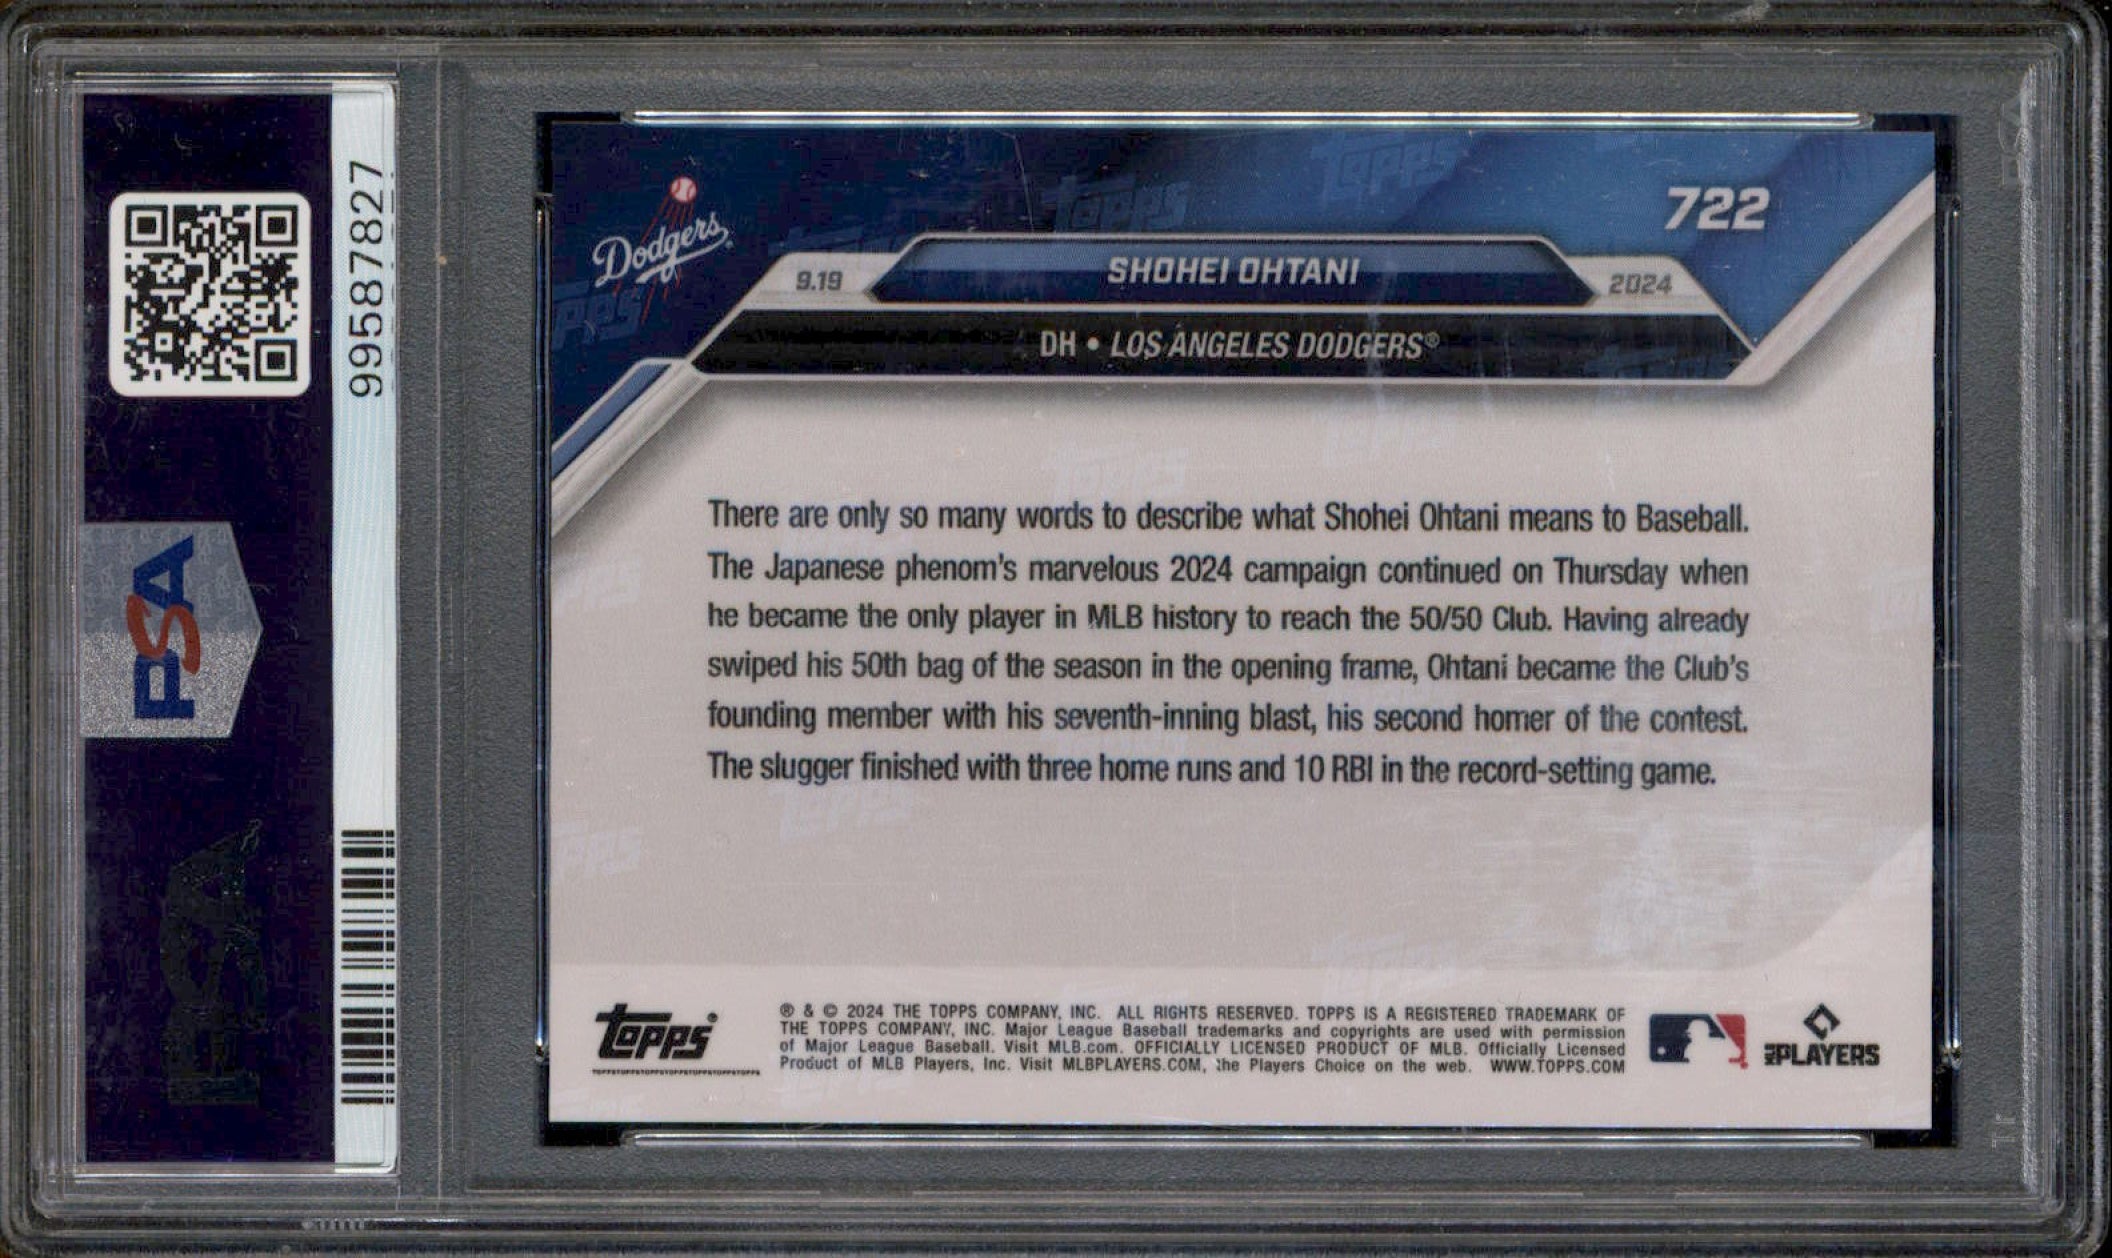 99587827
PSA
Dodgers
722
9.19
SHOHEI OHTANI
2024
DH • LOS ANGELES DODGERS®
There are only so many words to describe what Shohei Ohtani means to Baseball.
The Japanese phenom's marvelous 2024 campaign continued on Thursday when
he became the only player in MLB history to reach the 50/50 Club. Having already
swiped his 50th bag of the season in the opening frame, Ohtani became the Club's
founding member with his seventh-inning blast, his second homer of the contest.
The slugger finished with three home runs and 10 RBI in the record-setting game.
Topps®
® & © 2024 THE TOPPS COMPANY, INC. ALL RIGHTS RESERVED. TOPPS IS A REGISTERED TRADEMARK OF
THE TOPPS COMPANY, INC. Major League Baseball trademarks and copyrights are used with permission
of Major League Baseball. Visit MLB.com. OFFICIALLY LICENSED PRODUCT OF MLB. Officially Licensed
Product of MLB Players, Inc. Visit MLBPLAYERS.COM, the Players Choice on the web. WWW.TOPPS.COM
PLAYERS